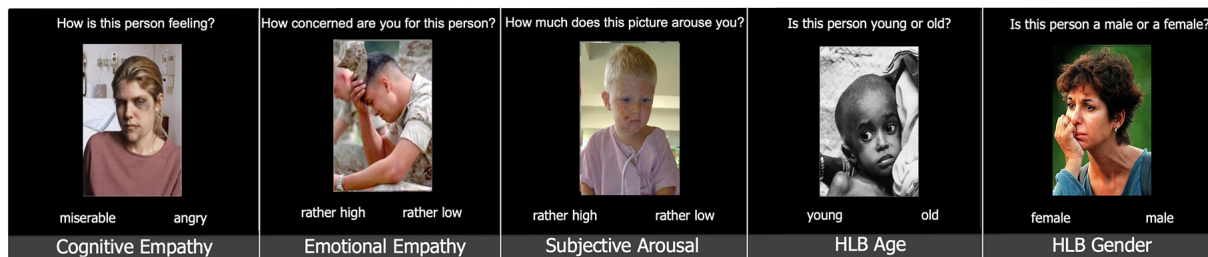 How is this person feeling?
miserable angry
Cognitive Empathy
How concerned are you for this person?
rather high rather low
Emotional Empathy
How much does this picture arouse you?
rather high rather low
Subjective Arousal
Is this person young or old?
young old
HLB Age
Is this person a male or a female?
female male
HLB Gender